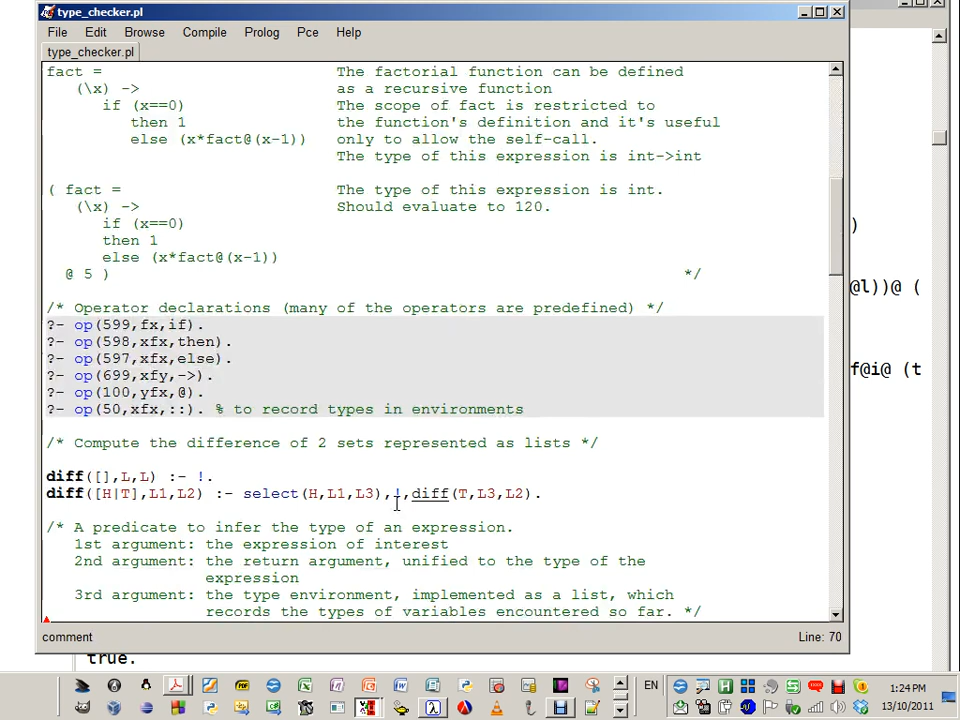 type_checker.pl
File Edit Browse Compile Prolog Pce Help
type_checker.pl
fact = The factorial function can be defined
(\x) -> as a recursive function
if (x==0) The scope of fact is restricted to
then 1 the function's definition and it's useful
else (x*fact@(x-1)) only to allow the self-call.
The type of this expression is int->int
( fact = The type of this expression is int.
(\x) -> Should evaluate to 120.
if (x==0)
then 1
else (x*fact@(x-1))
@ 5 ) */
/* Operator declarations (many of the operators are predefined) */
?- op(599,fx,if).
?- op(598,xfx,then).
?- op(597,xfx,else).
?- op(699,xfy,->).
?- op(100,yfx,@).
?- op(50,xfx,::). % to record types in environments
/* Compute the difference of 2 sets represented as lists */
diff([],L,L) :- !.
diff([H|T],L1,L2) :- select(H,L1,L3),!,diff(T,L3,L2).
/* A predicate to infer the type of an expression.
1st argument: the expression of interest
2nd argument: the return argument, unified to the type of the
expression
3rd argument: the type environment, implemented as a list, which
records the types of variables encountered so far. */
comment Line: 70
)
@l))@ (
f@i@ (t
true.
EN
1:24 PM
13/10/2011